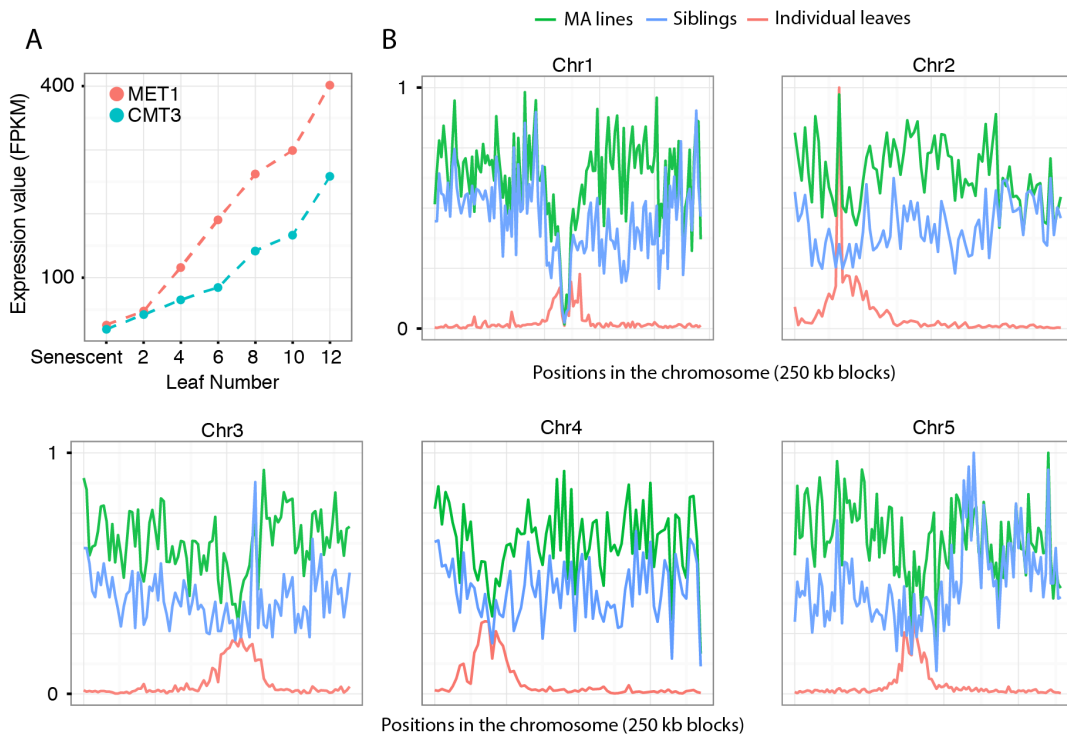 MA lines Siblings Individual leaves
A
B
Chr1
Chr2
400
MET1
CMT3
1
Expression value (FPKM)
100
0
Senescent 2 4 6 8 10 12
Leaf Number
Positions in the chromosome (250 kb blocks)
Chr3
Chr4
Chr5
1
0
Positions in the chromosome (250 kb blocks)